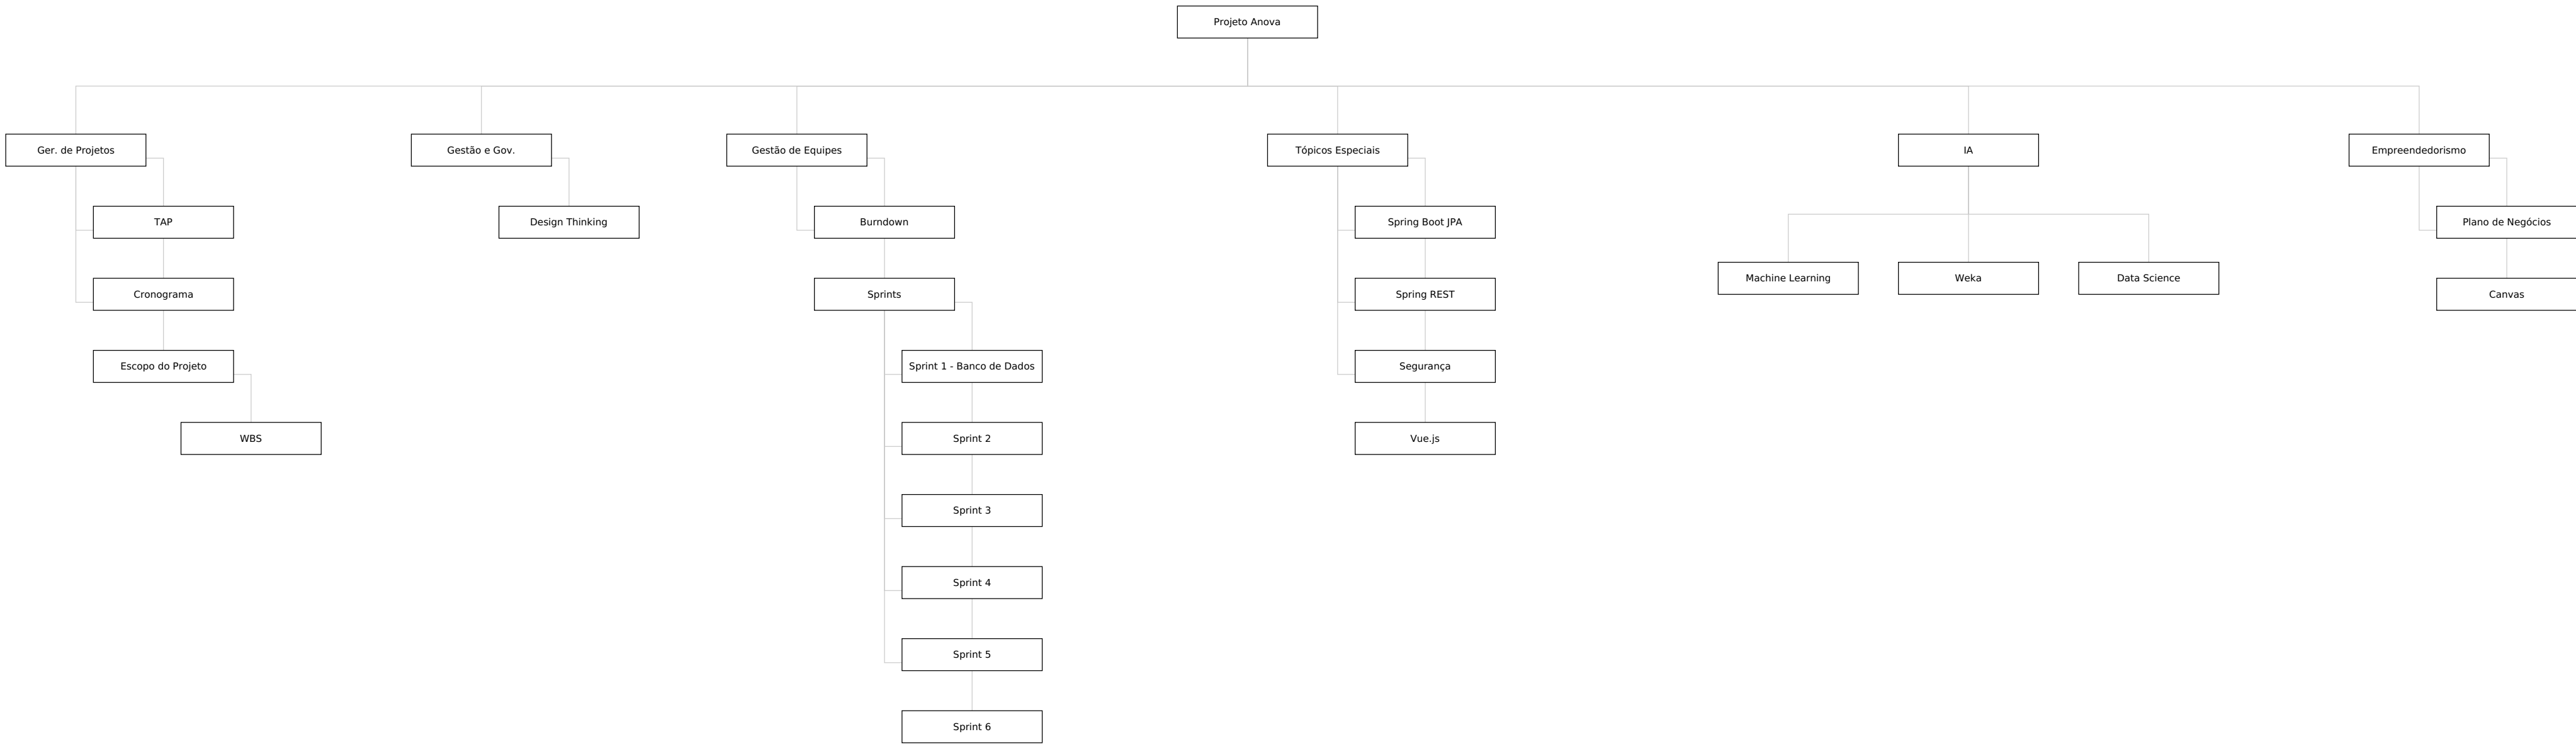 Projeto Anova
Ger. de Projetos
Gestão e Gov.
Gestão de Equipes
Tópicos Especiais
IA
Empreendedorismo
TAP
Design Thinking
Burndown
Spring Boot JPA
Plano de Negócios
Machine Learning
Weka
Data Science
Cronograma
Sprints
Spring REST
Canvas
Escopo do Projeto
Sprint 1 - Banco de Dados
Segurança
WBS
Sprint 2
Vue.js
Sprint 3
Sprint 4
Sprint 5
Sprint 6